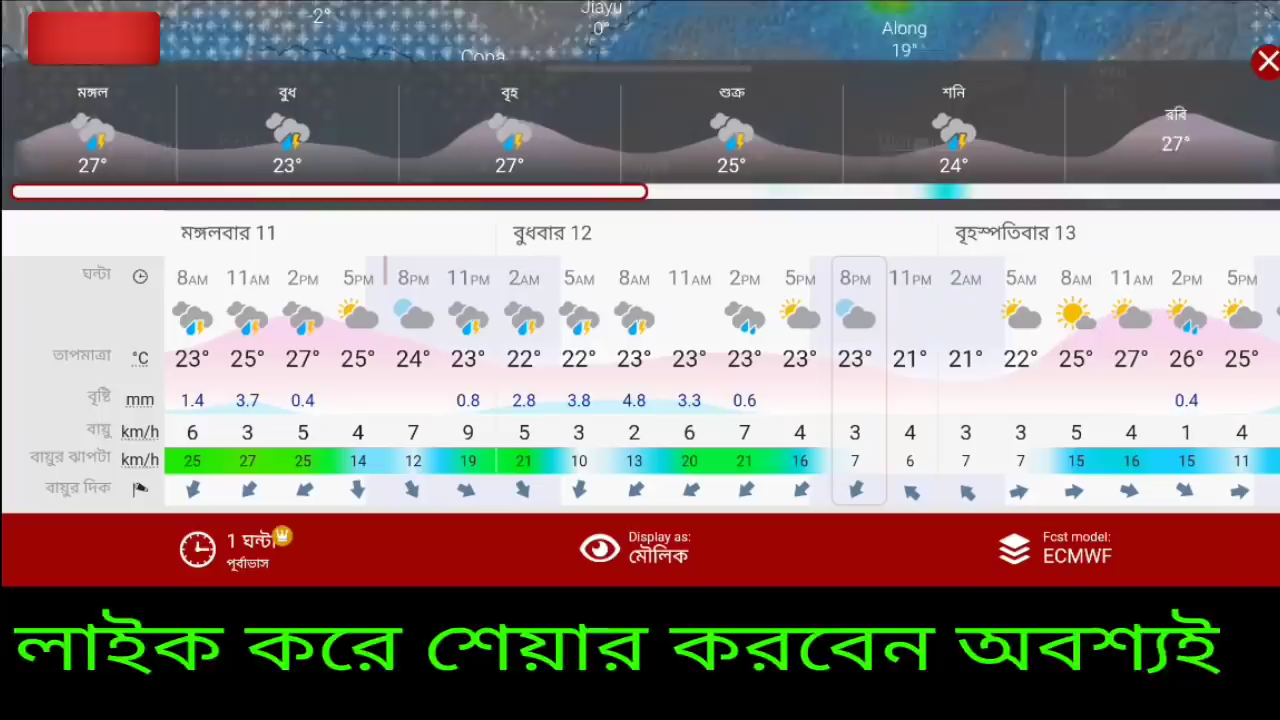 -2°
Jiayu
0°
Along
19°
মঙ্গল বুধ বৃহ শুক্র শনি রবি
27° 23° 27° 25° 24° 27°
মঙ্গলবার 11 বুধবার 12 বৃহস্পতিবার 13
ঘন্টা 8AM 11AM 2PM 5PM 8PM 11PM 2AM 5AM 8AM 11AM 2PM 5PM 8PM 11PM 2AM 5AM 8AM 11AM 2PM 5PM
তাপমাত্রা °C 23° 25° 27° 25° 24° 23° 22° 22° 23° 23° 23° 23° 23° 21° 21° 22° 25° 27° 26° 25°
বৃষ্টি mm 1.4 3.7 0.4 0.8 2.8 3.8 4.8 3.3 0.6 0.4
বায়ু km/h 6 3 5 4 7 9 5 3 2 6 7 4 3 4 3 3 5 4 1 4
বায়ুর ঝাপটা km/h 25 27 25 14 12 19 21 10 13 20 21 16 7 6 7 7 15 16 15 11
বায়ুর দিক
1 ঘন্টা
পূর্বাভাস
Display as:
মৌলিক
Fcst model:
ECMWF
লাইক করে শেয়ার করবেন অবশ্যই